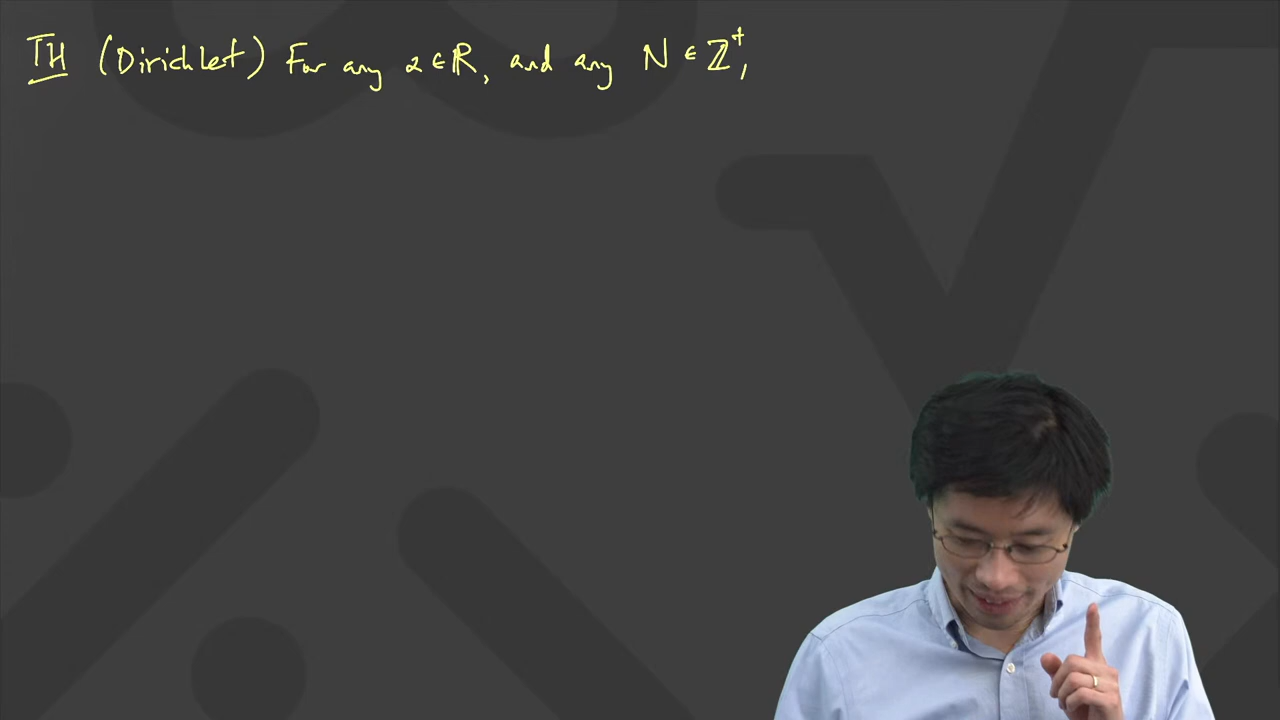 TH (Dirichlet) For any α ∈ ℝ, and any N ∈ ℤ⁺,